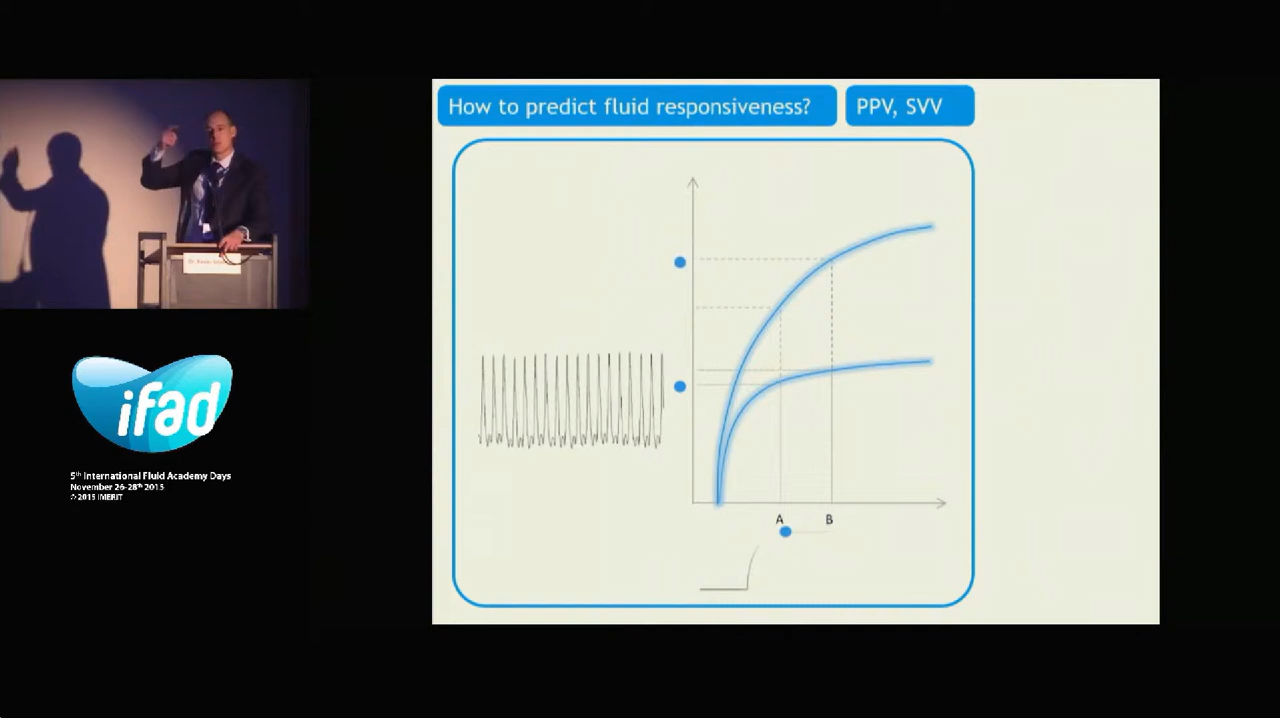 How to predict fluid responsiveness?
PPV, SVV
A
B
ifad
5th International Fluid Academy Days
November 26-28th 2015
© 2015 IMERIT